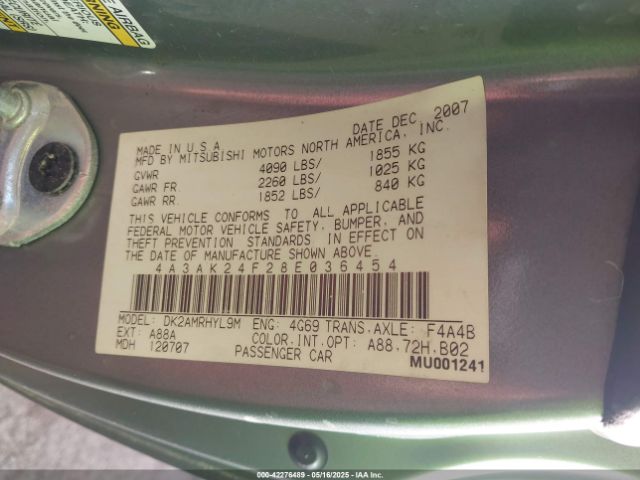 AIRBAG
WARNING
MADE IN U S A DATE DEC. 2007
MFD BY MITSUBISHI MOTORS NORTH AMERICA, INC.
GVWR 4090 LBS/ 1855 KG
GAWR FR 2260 LBS/ 1025 KG
GAWR RR. 1852 LBS/ 840 KG
THIS VEHICLE CONFORMS TO ALL APPLICABLE
FEDERAL MOTOR VEHICLE SAFETY, BUMPER, AND
THEFT PREVENTION STANDARDS IN EFFECT ON
THE DATE OF MANUFACTURE SHOWN ABOVE.
4A3AK24F28E036454
MODEL: DK2AMRHYL9M ENG: 4G69 TRANS.AXLE: F4A4B
EXT: A88A COLOR.INT.OPT: A88.72H.B02
MDH 120707 PASSENGER CAR
MU001241
000-42276489 - 05/16/2025 - IAA Inc.